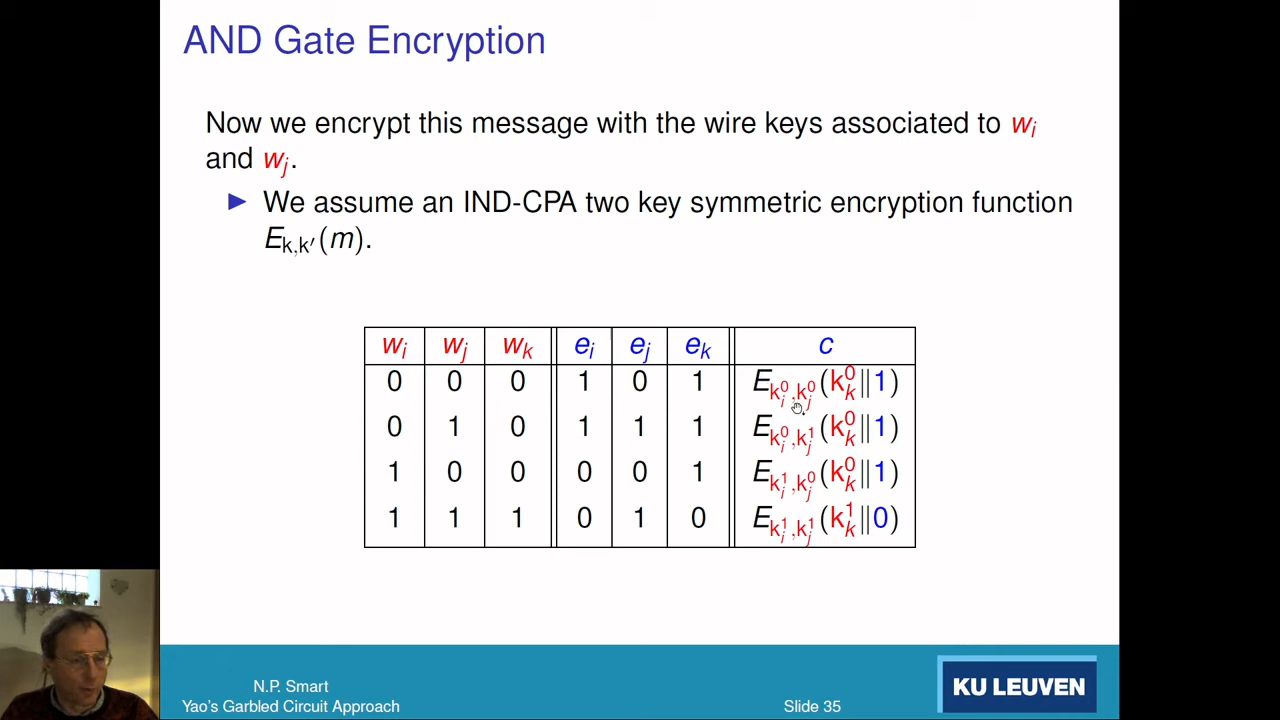 AND Gate Encryption
Now we encrypt this message with the wire keys associated to w_i
and w_j.
▶ We assume an IND-CPA two key symmetric encryption function
E_{k,k′}(m).
w_i w_j w_k e_i e_j e_k c
0 0 0 1 0 1 E_{k_i^0,k_j^0}(k_k^0‖1)
0 1 0 1 1 1 E_{k_i^0,k_j^1}(k_k^0‖1)
1 0 0 0 0 1 E_{k_i^1,k_j^0}(k_k^0‖1)
1 1 1 0 1 0 E_{k_i^1,k_j^1}(k_k^1‖0)
N.P. Smart
Yao's Garbled Circuit Approach
Slide 35
KU LEUVEN